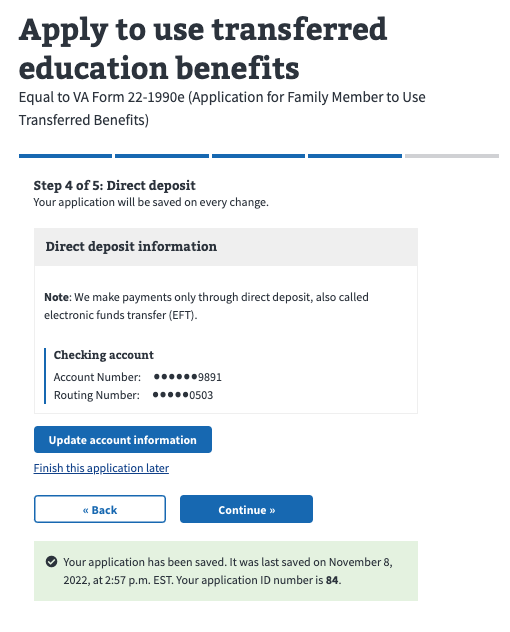 Apply to use transferred
education benefits
Equal to VA Form 22-1990e (Application for Family Member to Use
Transferred Benefits)
Step 4 of 5: Direct deposit
Your application will be saved on every change.
Direct deposit information
Note: We make payments only through direct deposit, also called
electronic funds transfer (EFT).
Checking account
Account Number: ●●●●●●9891
Routing Number: ●●●●●0503
Update account information
Finish this application later
« Back
Continue »
Your application has been saved. It was last saved on November 8,
2022, at 2:57 p.m. EST. Your application ID number is 84.